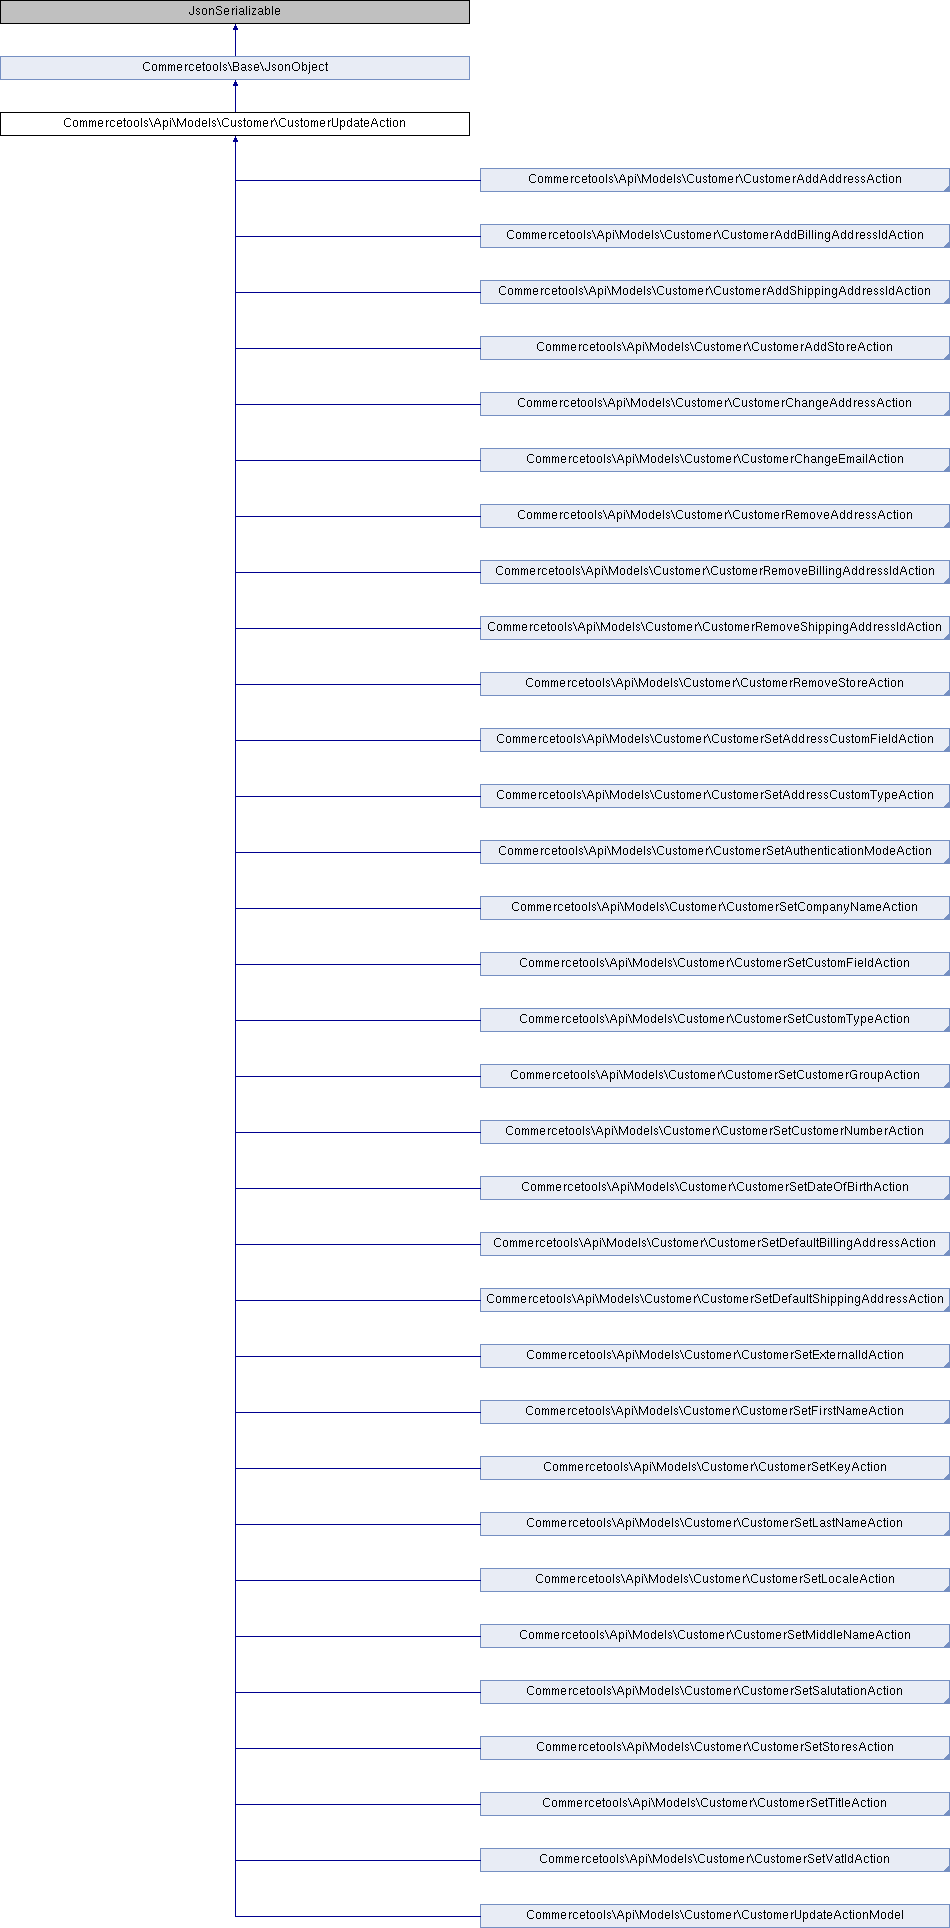 JsonSerializable
Commercetools\Base\JsonObject
Commercetools\Api\Models\Customer\CustomerUpdateAction
Commercetools\Api\Models\Customer\CustomerAddAddressAction
Commercetools\Api\Models\Customer\CustomerAddBillingAddressIdAction
Commercetools\Api\Models\Customer\CustomerAddShippingAddressIdAction
Commercetools\Api\Models\Customer\CustomerAddStoreAction
Commercetools\Api\Models\Customer\CustomerChangeAddressAction
Commercetools\Api\Models\Customer\CustomerChangeEmailAction
Commercetools\Api\Models\Customer\CustomerRemoveAddressAction
Commercetools\Api\Models\Customer\CustomerRemoveBillingAddressIdAction
Commercetools\Api\Models\Customer\CustomerRemoveShippingAddressIdAction
Commercetools\Api\Models\Customer\CustomerRemoveStoreAction
Commercetools\Api\Models\Customer\CustomerSetAddressCustomFieldAction
Commercetools\Api\Models\Customer\CustomerSetAddressCustomTypeAction
Commercetools\Api\Models\Customer\CustomerSetAuthenticationModeAction
Commercetools\Api\Models\Customer\CustomerSetCompanyNameAction
Commercetools\Api\Models\Customer\CustomerSetCustomFieldAction
Commercetools\Api\Models\Customer\CustomerSetCustomTypeAction
Commercetools\Api\Models\Customer\CustomerSetCustomerGroupAction
Commercetools\Api\Models\Customer\CustomerSetCustomerNumberAction
Commercetools\Api\Models\Customer\CustomerSetDateOfBirthAction
Commercetools\Api\Models\Customer\CustomerSetDefaultBillingAddressAction
Commercetools\Api\Models\Customer\CustomerSetDefaultShippingAddressAction
Commercetools\Api\Models\Customer\CustomerSetExternalIdAction
Commercetools\Api\Models\Customer\CustomerSetFirstNameAction
Commercetools\Api\Models\Customer\CustomerSetKeyAction
Commercetools\Api\Models\Customer\CustomerSetLastNameAction
Commercetools\Api\Models\Customer\CustomerSetLocaleAction
Commercetools\Api\Models\Customer\CustomerSetMiddleNameAction
Commercetools\Api\Models\Customer\CustomerSetSalutationAction
Commercetools\Api\Models\Customer\CustomerSetStoresAction
Commercetools\Api\Models\Customer\CustomerSetTitleAction
Commercetools\Api\Models\Customer\CustomerSetVatIdAction
Commercetools\Api\Models\Customer\CustomerUpdateActionModel